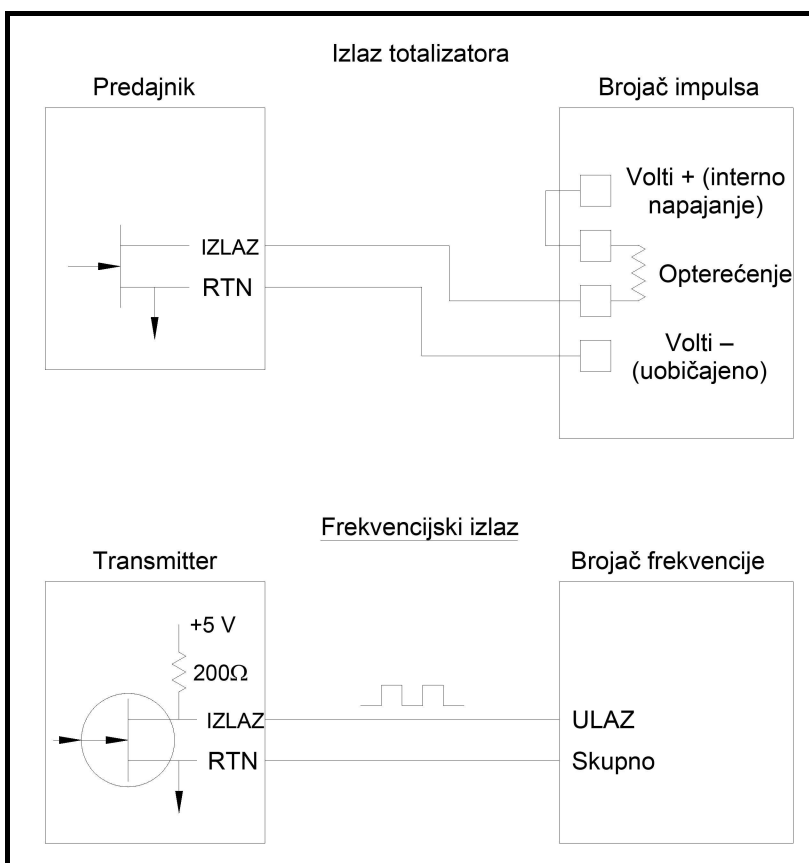 Izlaz totalizatora
Predajnik
Brojač impulsa
Volti + (interno
napajanje)
IZLAZ
RTN
Opterećenje
Volti –
(uobičajeno)
Frekvencijski izlaz
Transmitter
Brojač frekvencije
+5 V
200Ω
IZLAZ
ULAZ
RTN
Skupno